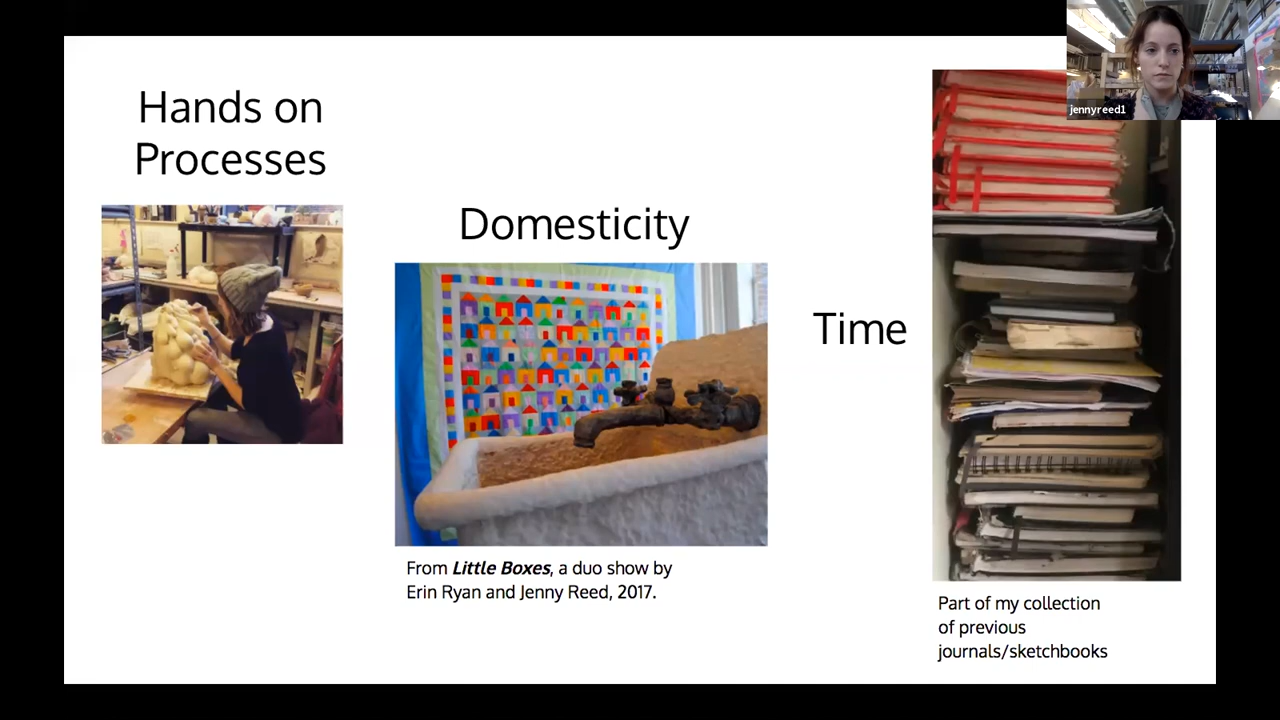 jennyreed1
Hands on
Processes
Domesticity
Time
From Little Boxes, a duo show by
Erin Ryan and Jenny Reed, 2017.
Part of my collection
of previous
journals/sketchbooks